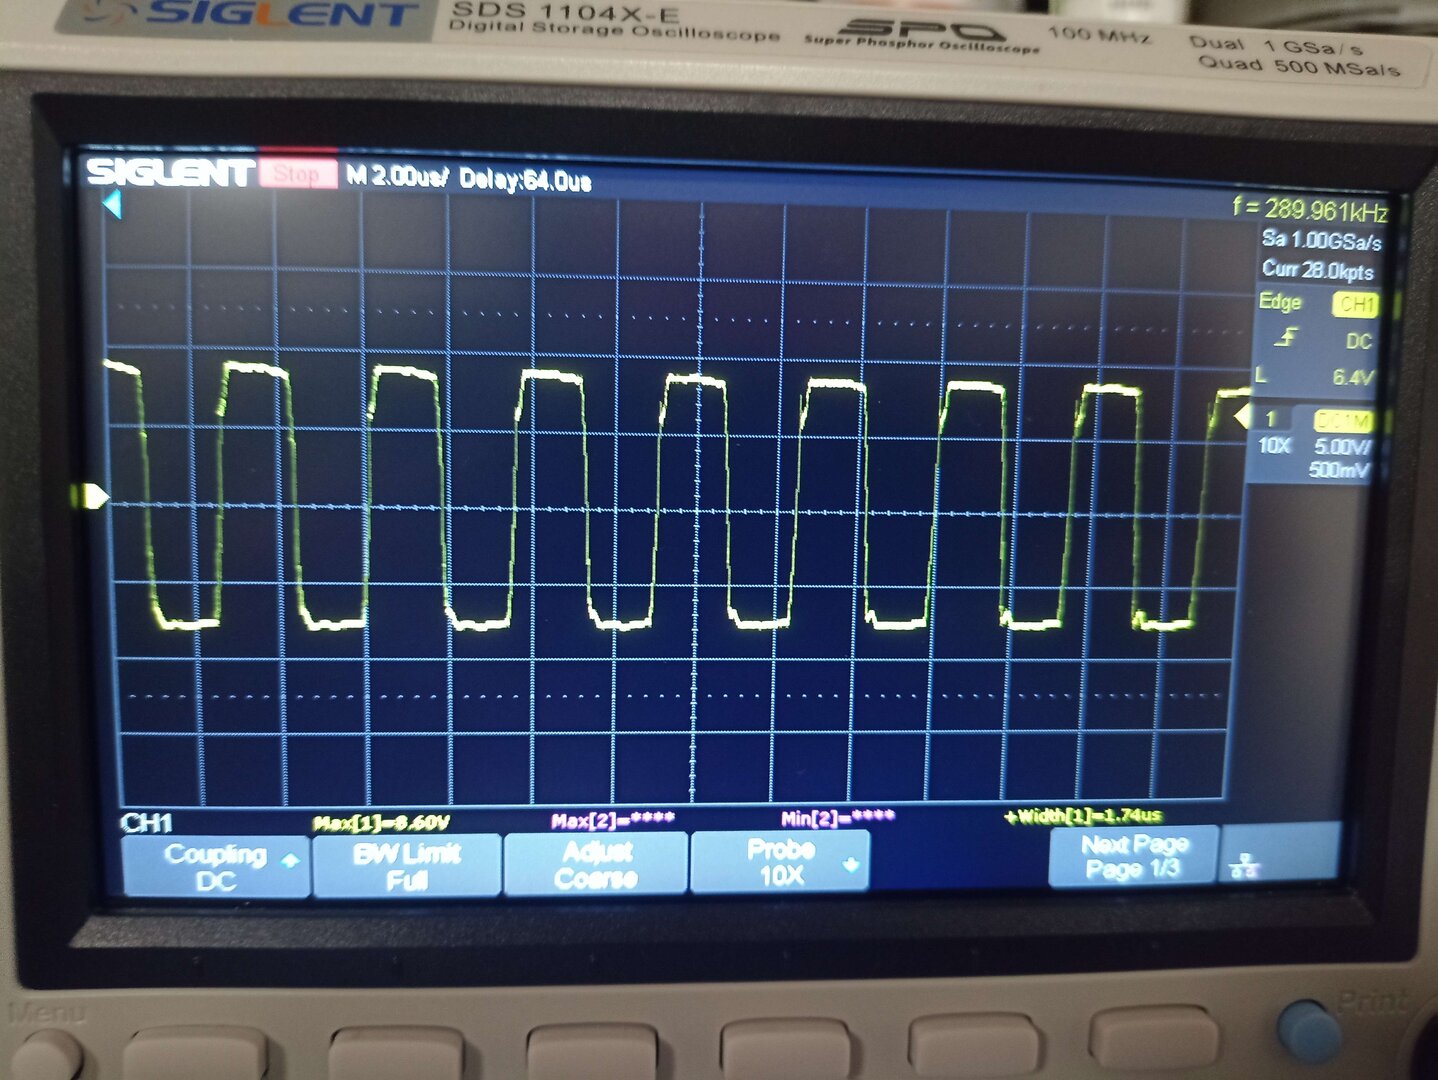 SIGLENT
SDS 1104X-E
Digital Storage Oscilloscope
SPO
Super Phosphor Oscilloscope
100 MHz
Dual 1 GSa/s
Quad 500 MSa/s
SIGLENT Stop M 2.00us/ Delay:64.0us
f = 289.961kHz
Sa 1.00GSa/s
Curr 28.0kpts
Edge CH1
DC
L 6.4V
1 DC1M
10X 5.00V/
500mV
CH1 Max[1]=8.60V Max[2]=**** Min[2]=**** +Width[1]=1.74us
Coupling
DC
BW Limit
Full
Adjust
Coarse
Probe
10X
Next Page
Page 1/3
Menu
Print